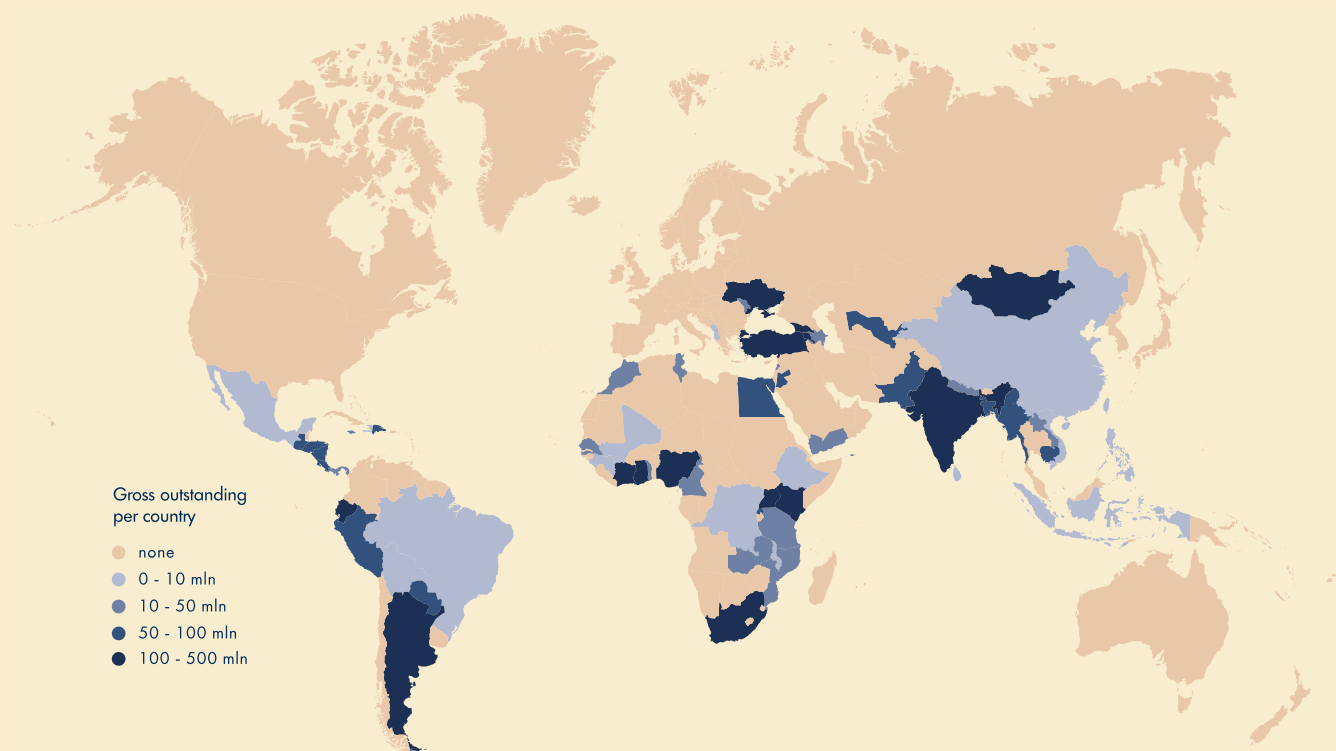 Gross outstanding
per country
none
0 - 10 mln
10 - 50 mln
50 - 100 mln
100 - 500 mln